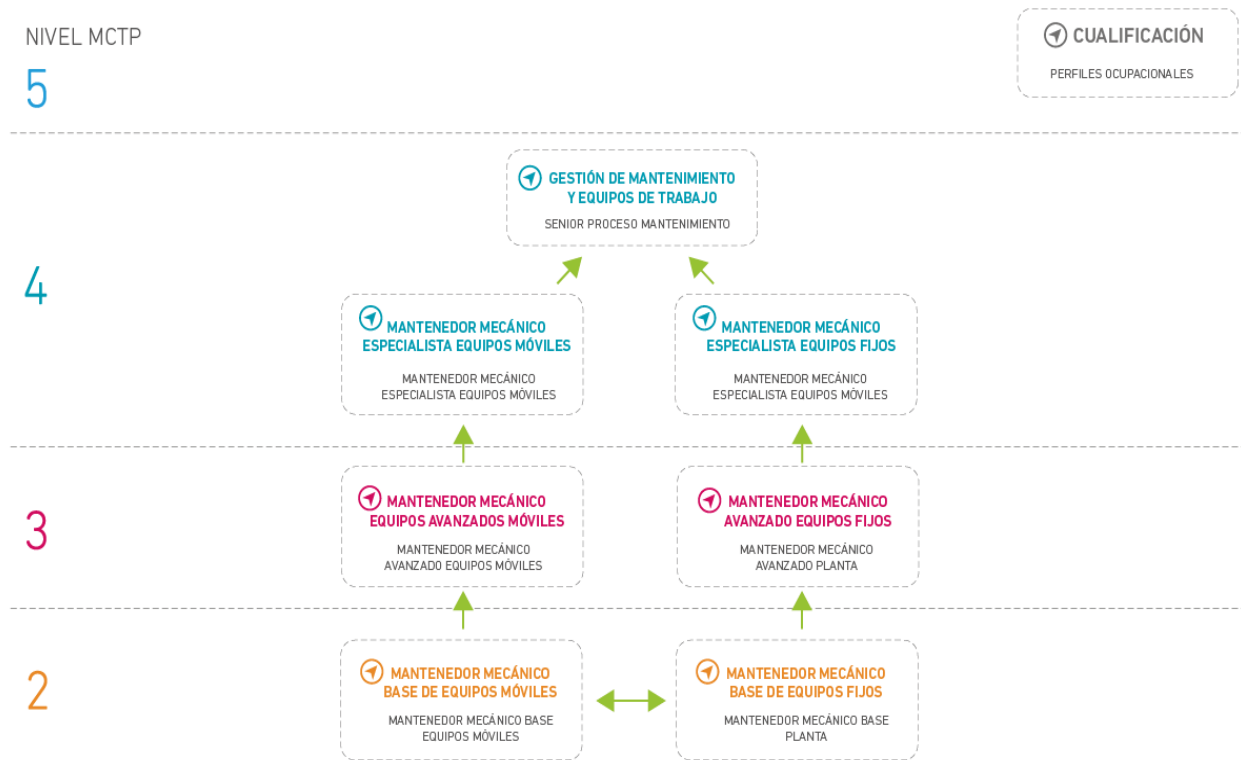 NIVEL MCTP
5
CUALIFICACIÓN
PERFILES OCUPACIONALES
4
GESTIÓN DE MANTENIMIENTO
Y EQUIPOS DE TRABAJO
SENIOR PROCESO MANTENIMIENTO
MANTENEDOR MECÁNICO
ESPECIALISTA EQUIPOS MÓVILES
MANTENEDOR MECÁNICO
ESPECIALISTA EQUIPOS MÓVILES
MANTENEDOR MECÁNICO
ESPECIALISTA EQUIPOS FIJOS
MANTENEDOR MECÁNICO
ESPECIALISTA EQUIPOS MÓVILES
3
MANTENEDOR MECÁNICO
EQUIPOS AVANZADOS MÓVILES
MANTENEDOR MECÁNICO
AVANZADO EQUIPOS MÓVILES
MANTENEDOR MECÁNICO
AVANZADO EQUIPOS FIJOS
MANTENEDOR MECÁNICO
AVANZADO PLANTA
2
MANTENEDOR MECÁNICO
BASE DE EQUIPOS MÓVILES
MANTENEDOR MECÁNICO BASE
EQUIPOS MÓVILES
MANTENEDOR MECÁNICO
BASE DE EQUIPOS FIJOS
MANTENEDOR MECÁNICO BASE
PLANTA